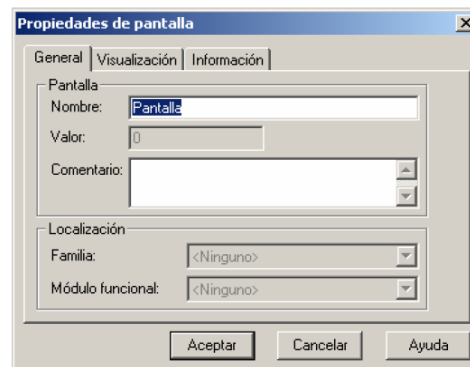 Propiedades de pantalla
General Visualización Información
Pantalla
Nombre: Pantalla
Valor: 0
Comentario:
Localización
Familia: <Ninguno>
Módulo funcional: <Ninguno>
Aceptar Cancelar Ayuda